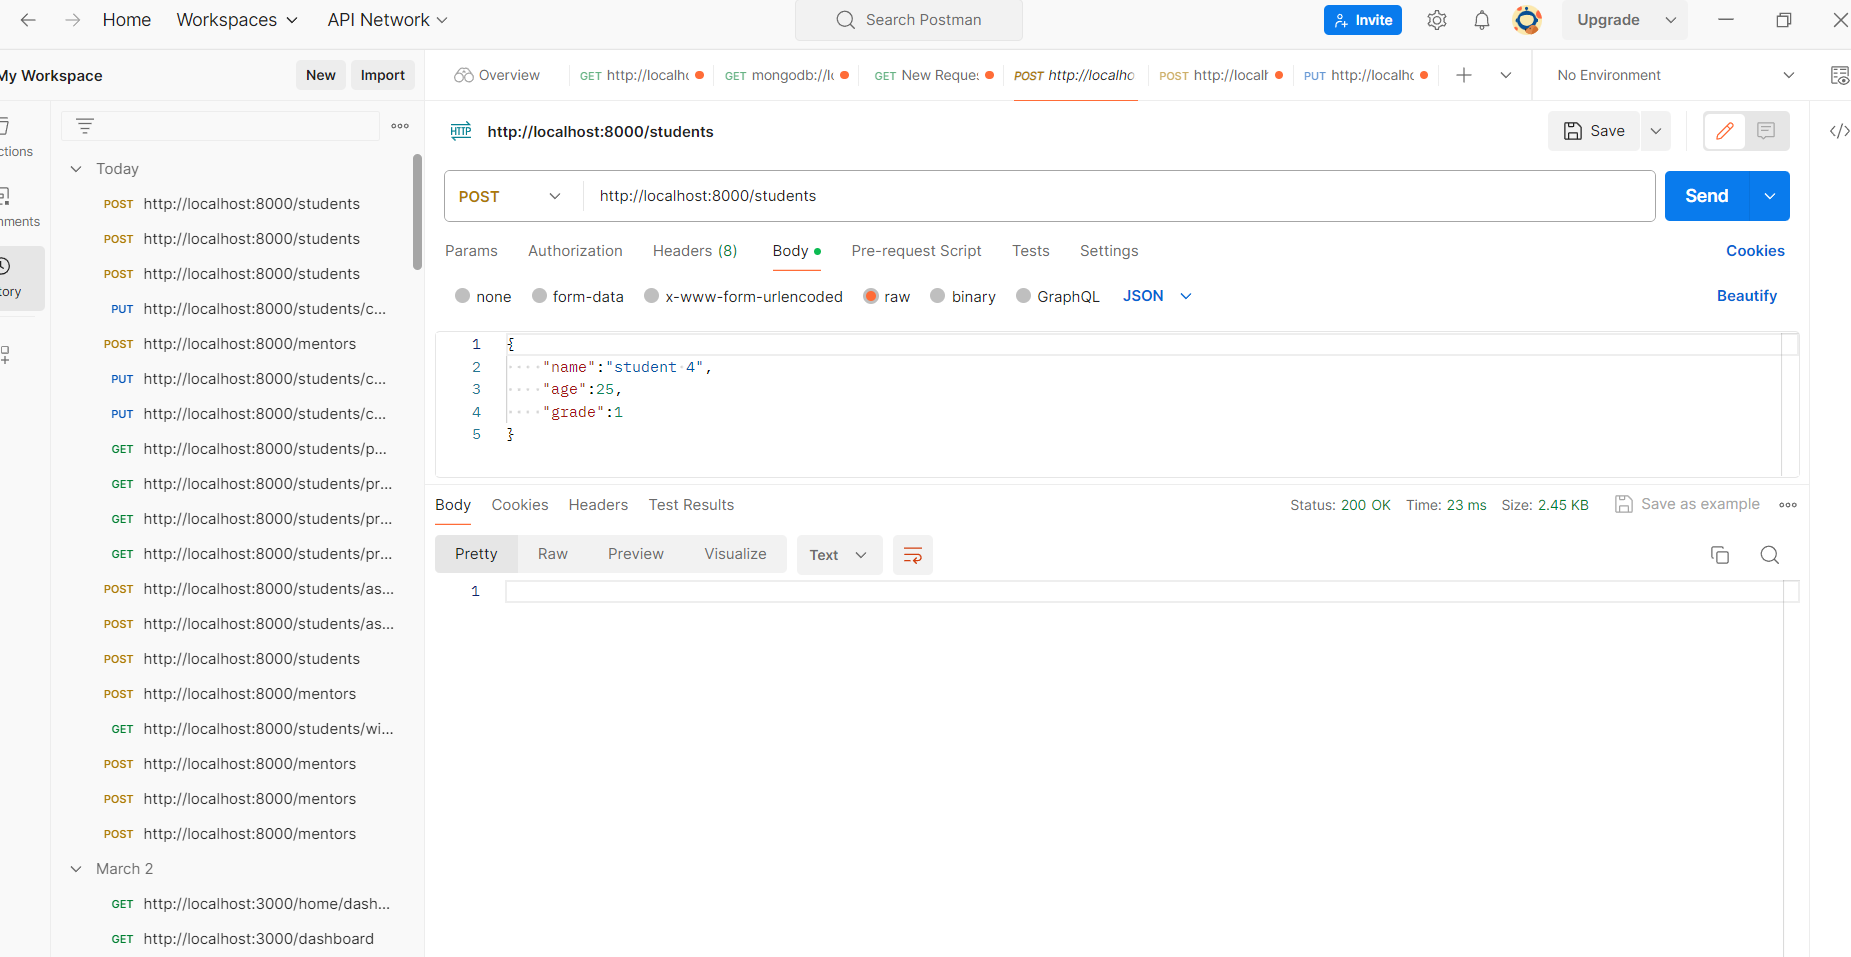 Home Workspaces API Network Search Postman Invite Upgrade
My Workspace New Import Overview GET http://localhc GET mongodb://lc GET New Reques POST http://localho POST http://localh PUT http://localhc No Environment
HTTP http://localhost:8000/students Save
ctions
nments
tory
Today
POST http://localhost:8000/students
POST http://localhost:8000/students
POST http://localhost:8000/students
PUT http://localhost:8000/students/c...
POST http://localhost:8000/mentors
PUT http://localhost:8000/students/c...
PUT http://localhost:8000/students/c...
GET http://localhost:8000/students/p...
GET http://localhost:8000/students/pr...
GET http://localhost:8000/students/pr...
GET http://localhost:8000/students/pr...
POST http://localhost:8000/students/as...
POST http://localhost:8000/students/as...
POST http://localhost:8000/students
POST http://localhost:8000/mentors
GET http://localhost:8000/students/wi...
POST http://localhost:8000/mentors
POST http://localhost:8000/mentors
POST http://localhost:8000/mentors
March 2
GET http://localhost:3000/home/dash...
GET http://localhost:3000/dashboard
POST http://localhost:8000/students Send
Params Authorization Headers (8) Body Pre-request Script Tests Settings Cookies
none form-data x-www-form-urlencoded raw binary GraphQL JSON Beautify
1 {
2 "name":"student 4",
3 "age":25,
4 "grade":1
5 }
Body Cookies Headers Test Results Status: 200 OK Time: 23 ms Size: 2.45 KB Save as example
Pretty Raw Preview Visualize Text
1